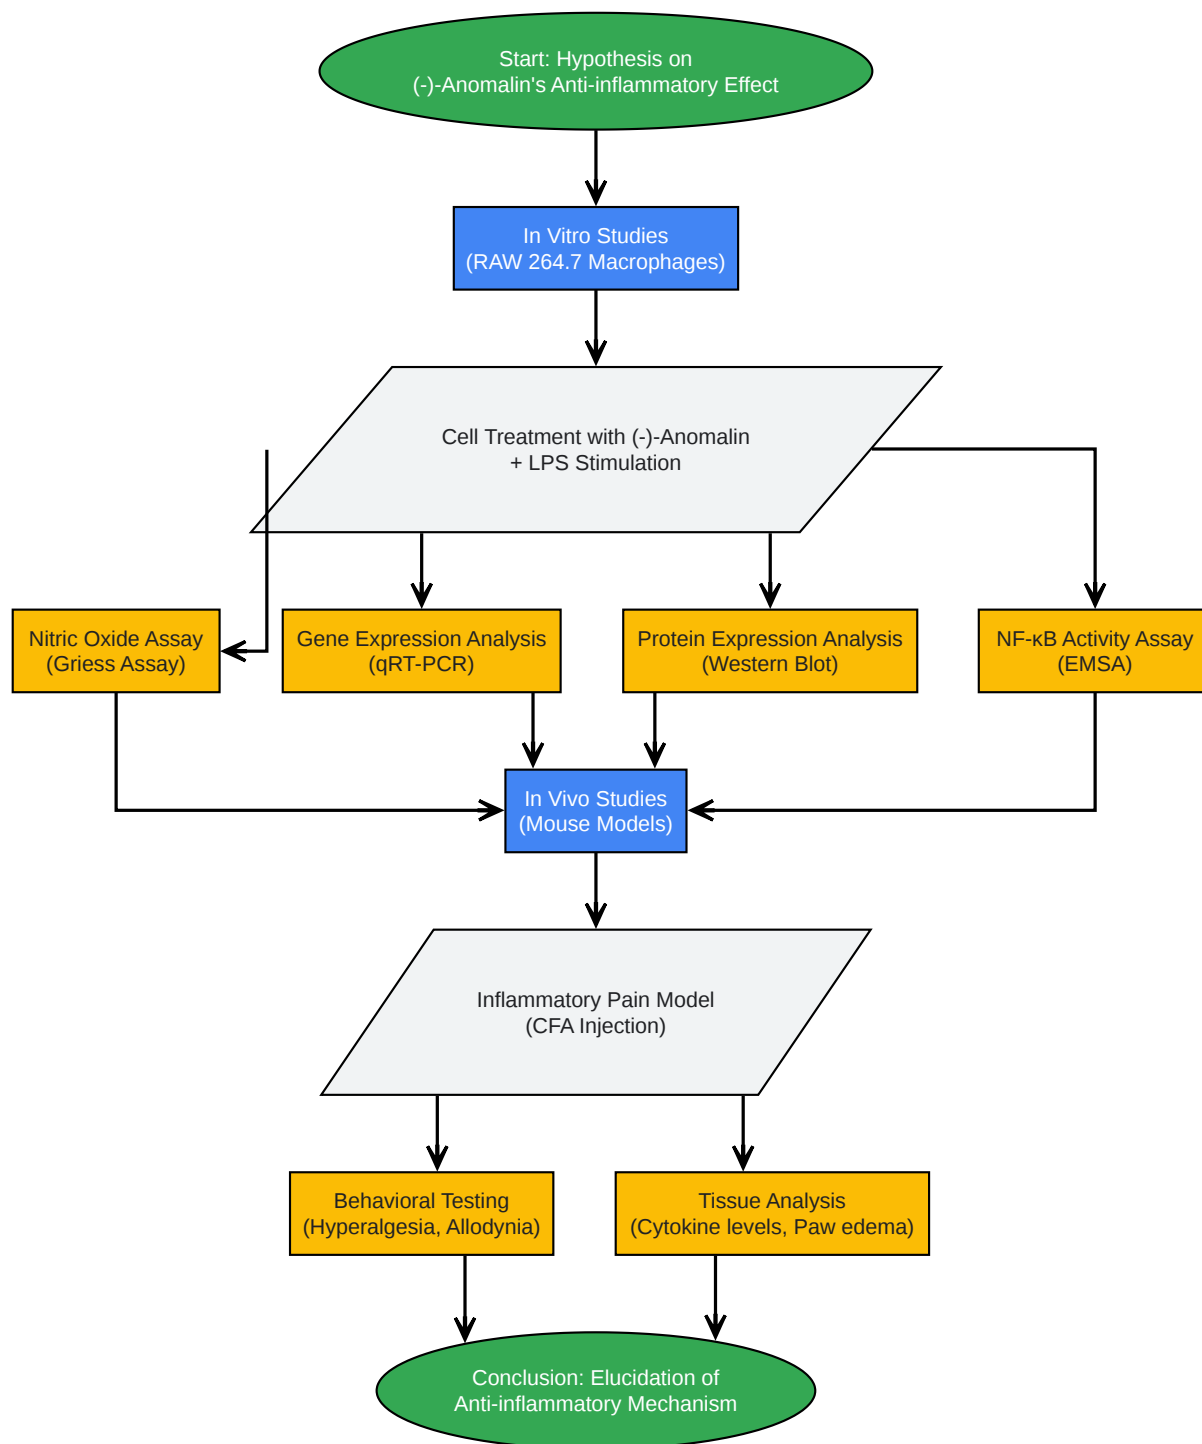 Start: Hypothesis on
(-)-Anomalin's Anti-inflammatory Effect
In Vitro Studies
(RAW 264.7 Macrophages)
Cell Treatment with (-)-Anomalin
+ LPS Stimulation
Nitric Oxide Assay
(Griess Assay)
Gene Expression Analysis
(qRT-PCR)
Protein Expression Analysis
(Western Blot)
NF-κB Activity Assay
(EMSA)
In Vivo Studies
(Mouse Models)
Inflammatory Pain Model
(CFA Injection)
Behavioral Testing
(Hyperalgesia, Allodynia)
Tissue Analysis
(Cytokine levels, Paw edema)
Conclusion: Elucidation of
Anti-inflammatory Mechanism